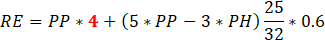 RE = PP * 4 + (5 * PP − 3 * PH) 25/32 * 0.6